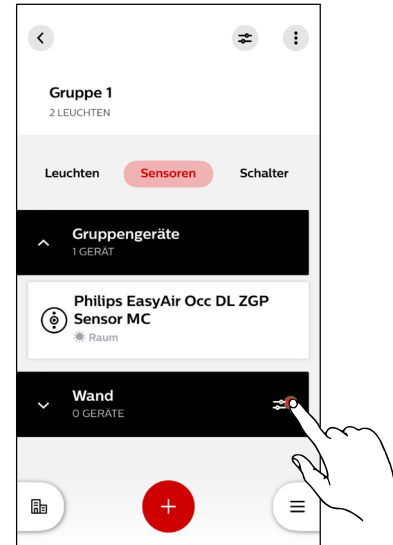 Gruppe 1
2 LEUCHTEN
Leuchten Sensoren Schalter
Gruppengeräte
1 GERÄT
Philips EasyAir Occ DL ZGP
Sensor MC
Raum
Wand
0 GERÄTE